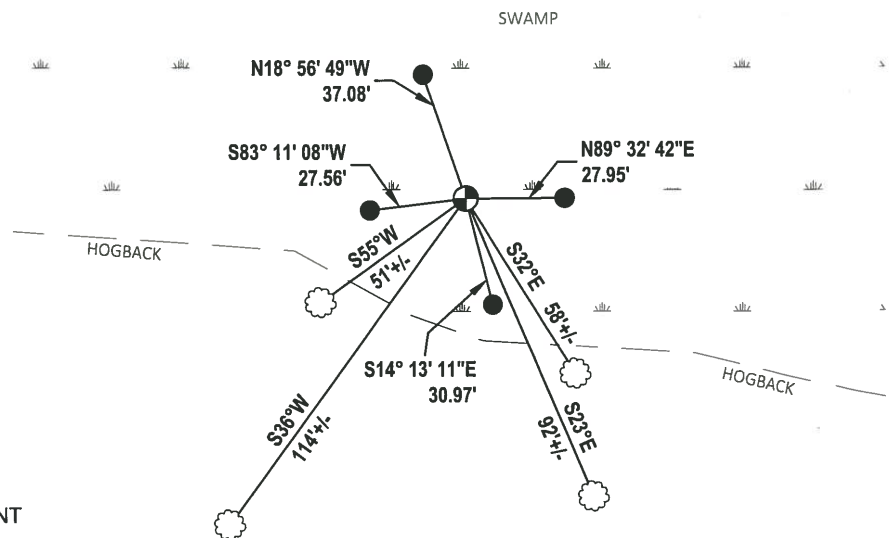 SWAMP
N18° 56' 49"W
37.08'
S83° 11' 08"W
27.56'
N89° 32' 42"E
27.95'
HOGBACK
S55°W
51'+/-
S32°E
58'+/-
S14° 13' 11"E
30.97'
HOGBACK
S36°W
114'+/-
S23°E
92'+/-
NT